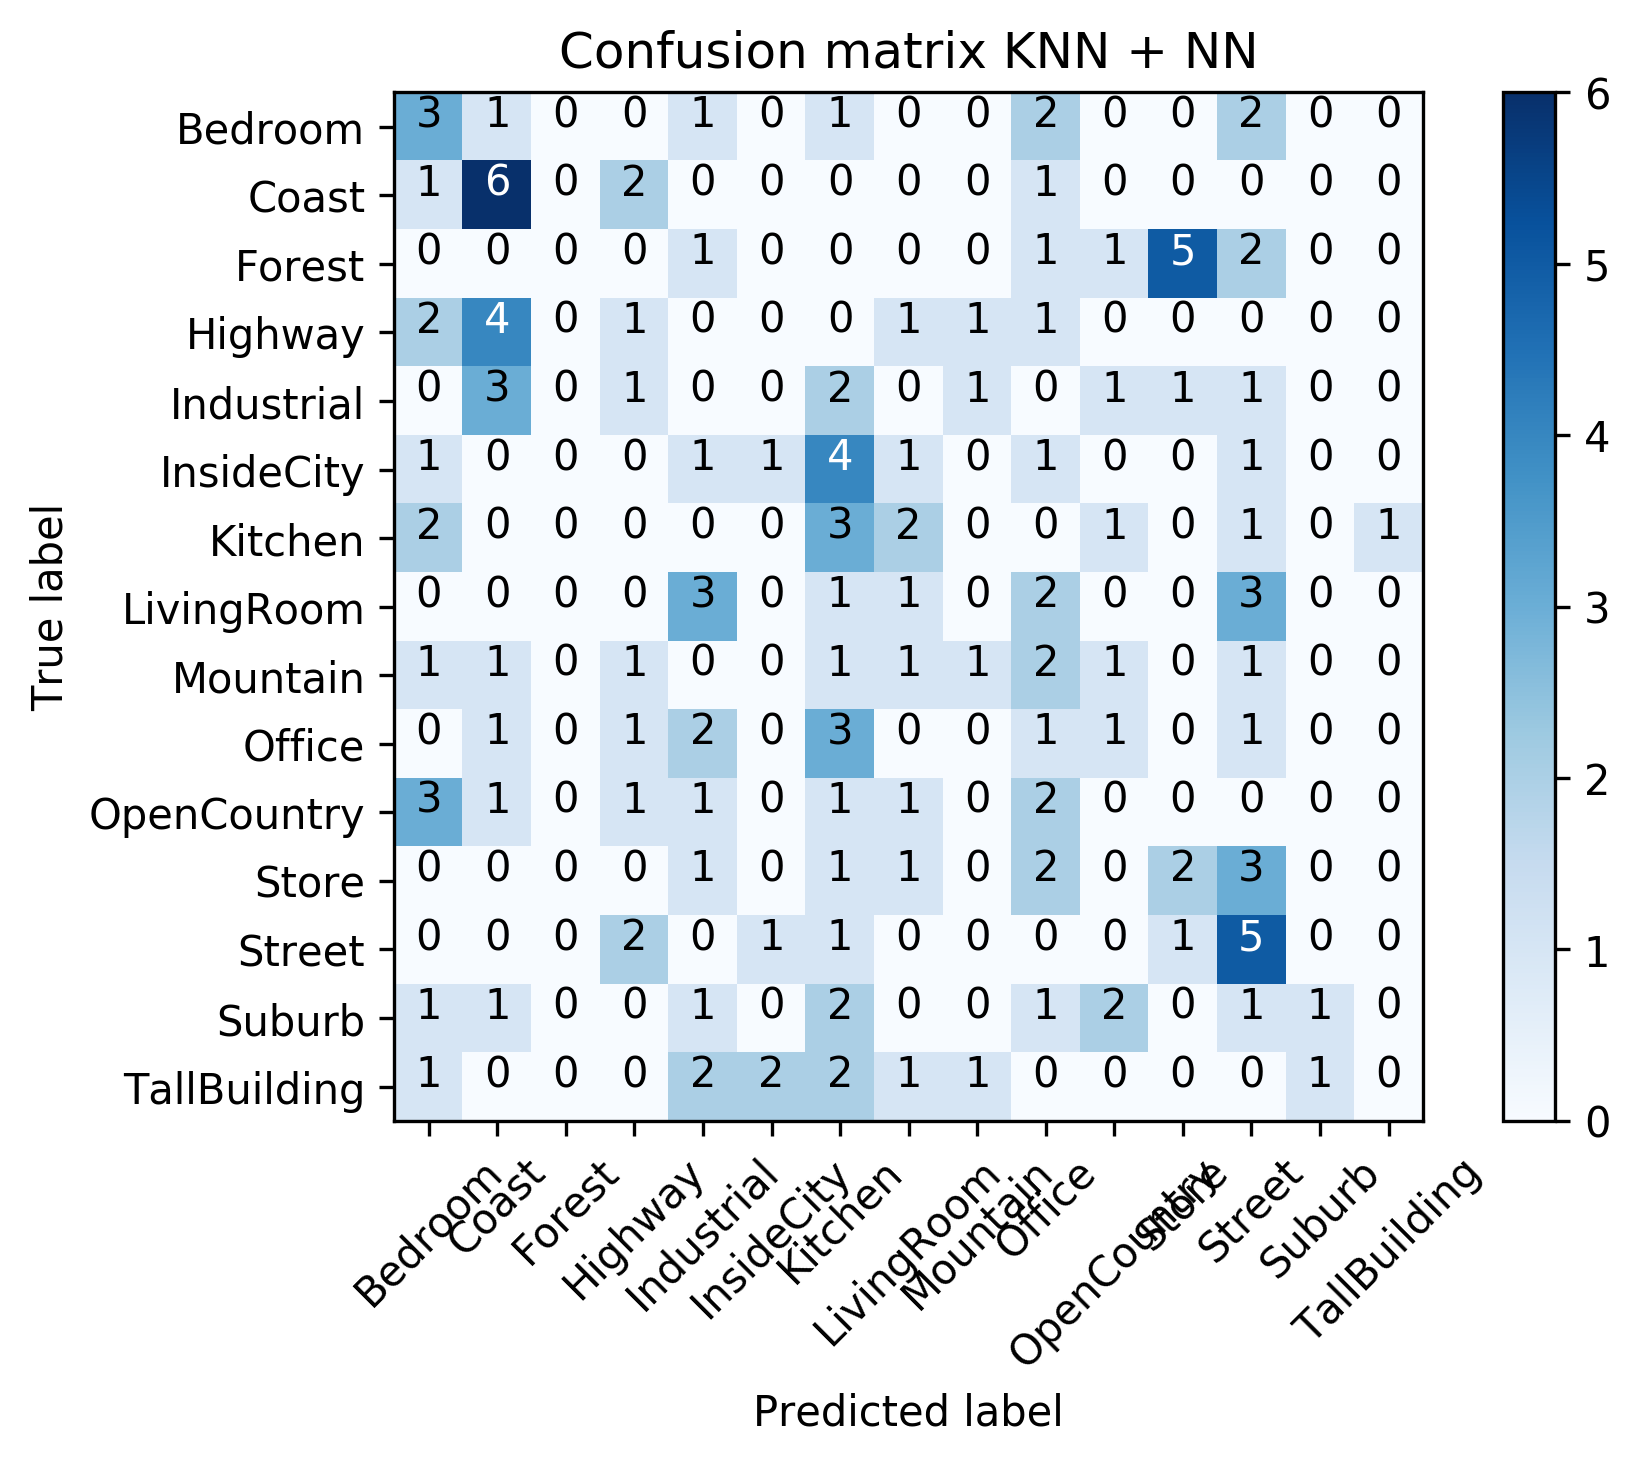 Confusion matrix KNN + NN
Bedroom 3 1 0 0 1 0 1 0 0 2 0 0 2 0 0
Coast 1 6 0 2 0 0 0 0 0 1 0 0 0 0 0
Forest 0 0 0 0 1 0 0 0 0 1 1 5 2 0 0
Highway 2 4 0 1 0 0 0 1 1 1 0 0 0 0 0
Industrial 0 3 0 1 0 0 2 0 1 0 1 1 1 0 0
InsideCity 1 0 0 0 1 1 4 1 0 1 0 0 1 0 0
Kitchen 2 0 0 0 0 0 3 2 0 0 1 0 1 0 1
LivingRoom 0 0 0 0 3 0 1 1 0 2 0 0 3 0 0
Mountain 1 1 0 1 0 0 1 1 1 2 1 0 1 0 0
Office 0 1 0 1 2 0 3 0 0 1 1 0 1 0 0
OpenCountry 3 1 0 1 1 0 1 1 0 2 0 0 0 0 0
Store 0 0 0 0 1 0 1 1 0 2 0 2 3 0 0
Street 0 0 0 2 0 1 1 0 0 0 0 1 5 0 0
Suburb 1 1 0 0 1 0 2 0 0 1 2 0 1 1 0
TallBuilding 1 0 0 0 2 2 2 1 1 0 0 0 0 1 0
True label
Bedroom
Coast
Forest
Highway
Industrial
InsideCity
Kitchen
LivingRoom
Mountain
Office
OpenCountry
Store
Street
Suburb
TallBuilding
Predicted label
6
5
4
3
2
1
0